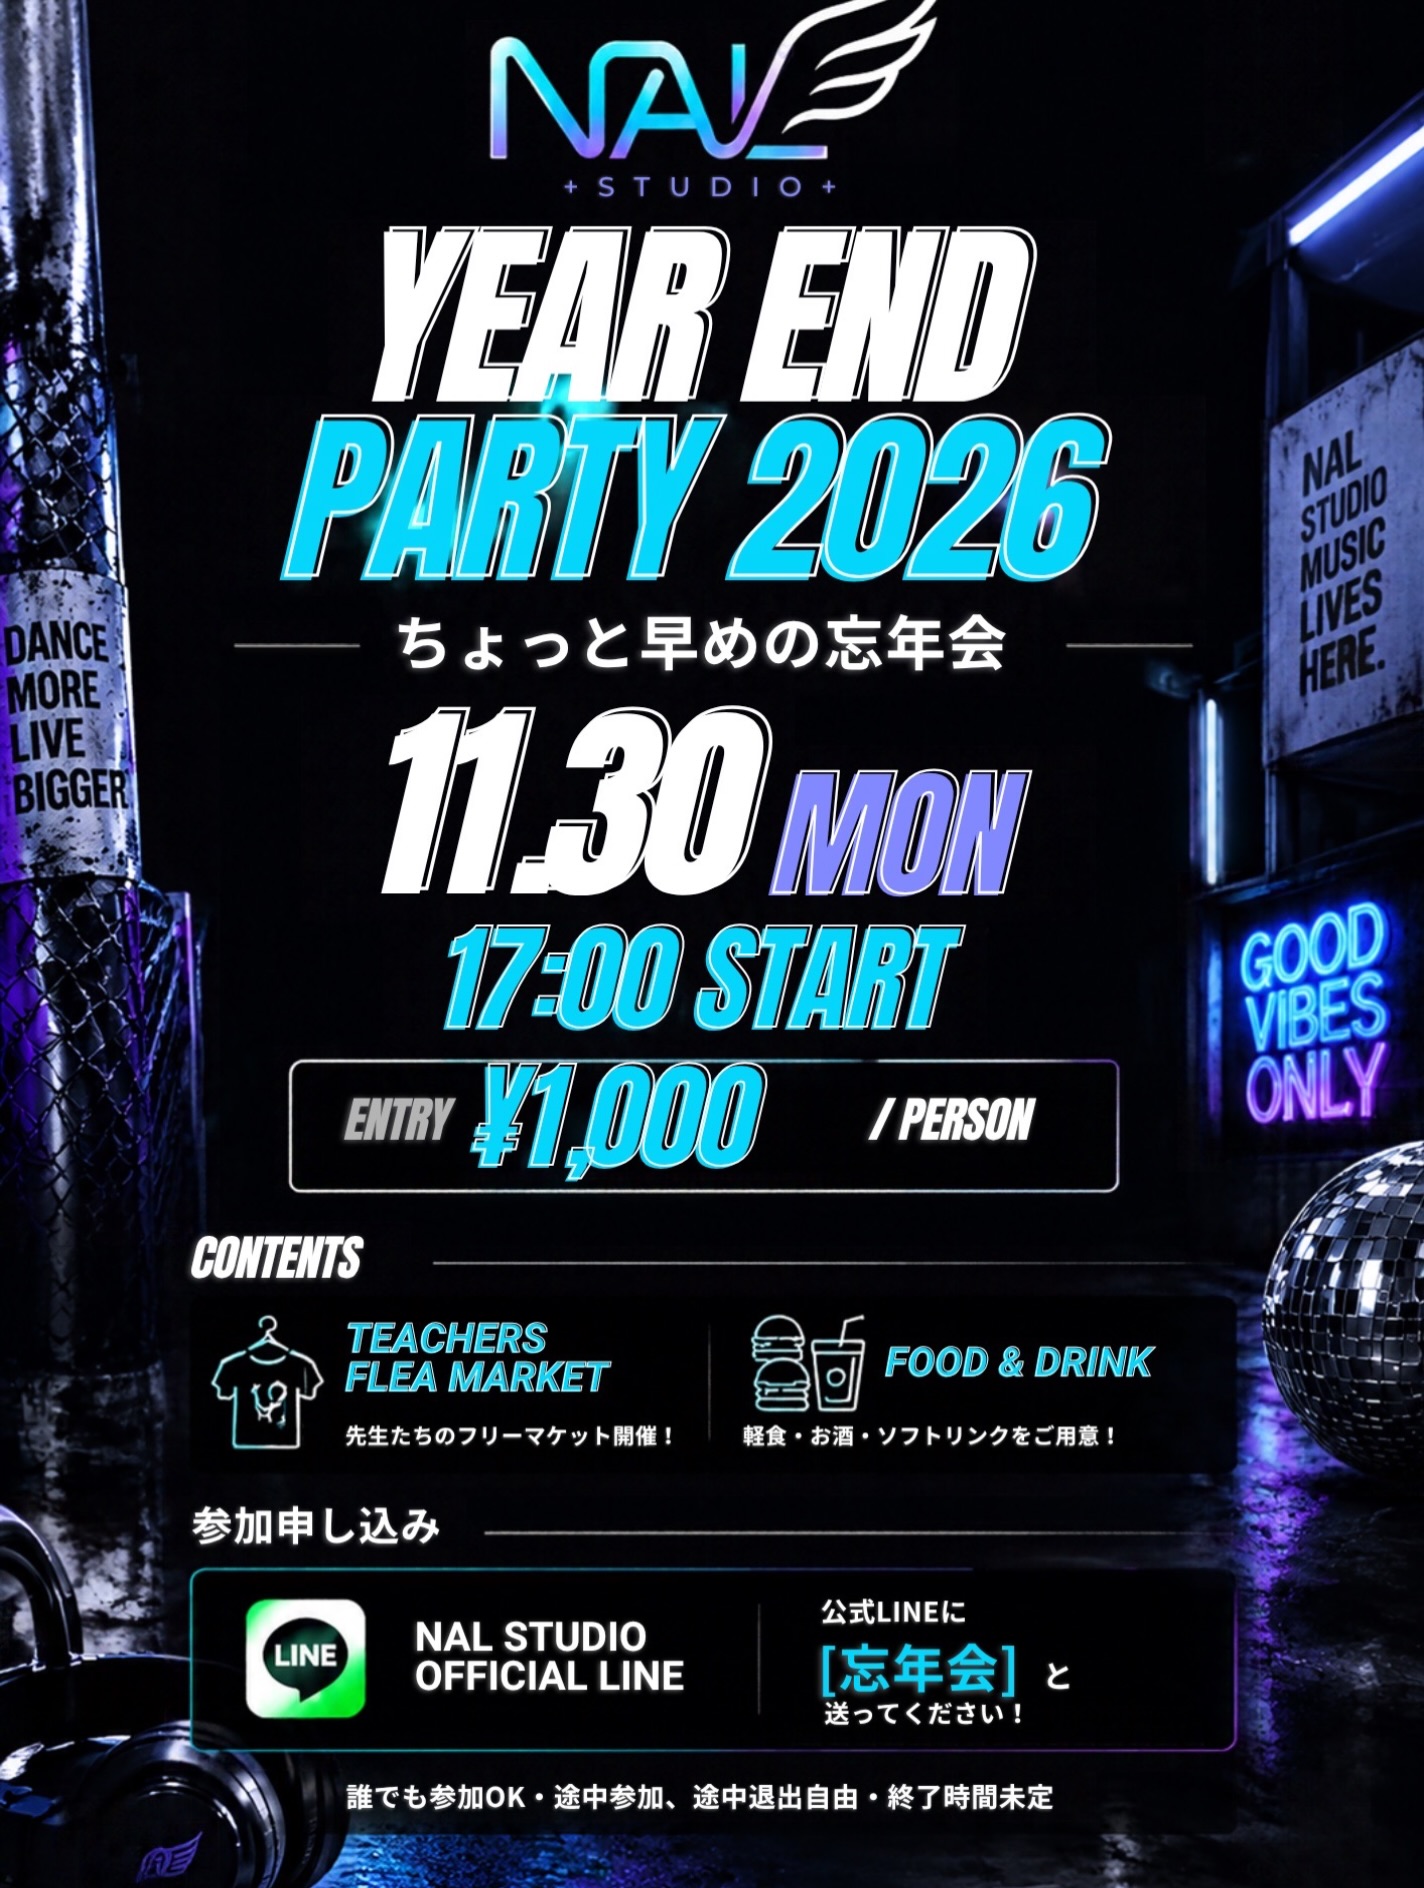 NAL
+ STUDIO +
YEAR END
PARTY 2026
ちょっと早めの忘年会
11.30 MON
17:00 START
ENTRY ¥1,000 / PERSON
CONTENTS
TEACHERS
FLEA MARKET
先生たちのフリーマケット開催！
FOOD & DRINK
軽食・お酒・ソフトリンクをご用意！
参加申し込み
LINE
NAL STUDIO
OFFICIAL LINE
公式LINEに
[忘年会] と
送ってください！
誰でも参加OK・途中参加、途中退出自由・終了時間未定
DANCE
MORE
LIVE
BIGGER
NAL
STUDIO
MUSIC
LIVES
HERE.
GOOD
VIBES
ONLY